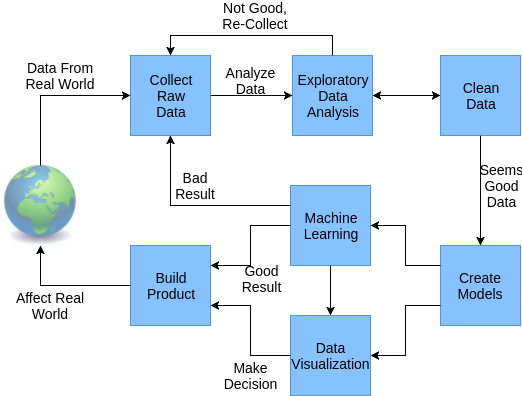 Not Good,
Re-Collect
Data From
Real World
Collect
Raw
Data
Analyze
Data
Exploratory
Data
Analysis
Clean
Data
Bad
Result
Seems
Good
Data
Machine
Learning
Build
Product
Good
Result
Create
Models
Affect Real
World
Data
Visualization
Make
Decision